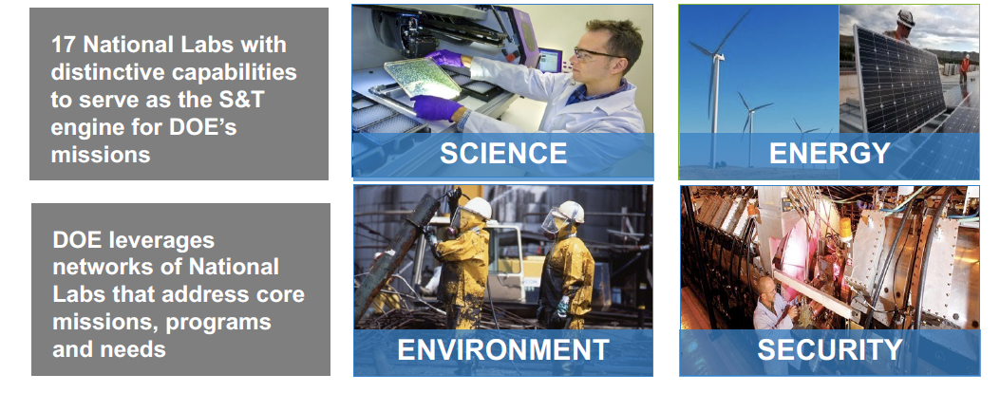 17 National Labs with
distinctive capabilities
to serve as the S&T
engine for DOE’s
missions
SCIENCE
ENERGY
DOE leverages
networks of National
Labs that address core
missions, programs
and needs
ENVIRONMENT
SECURITY